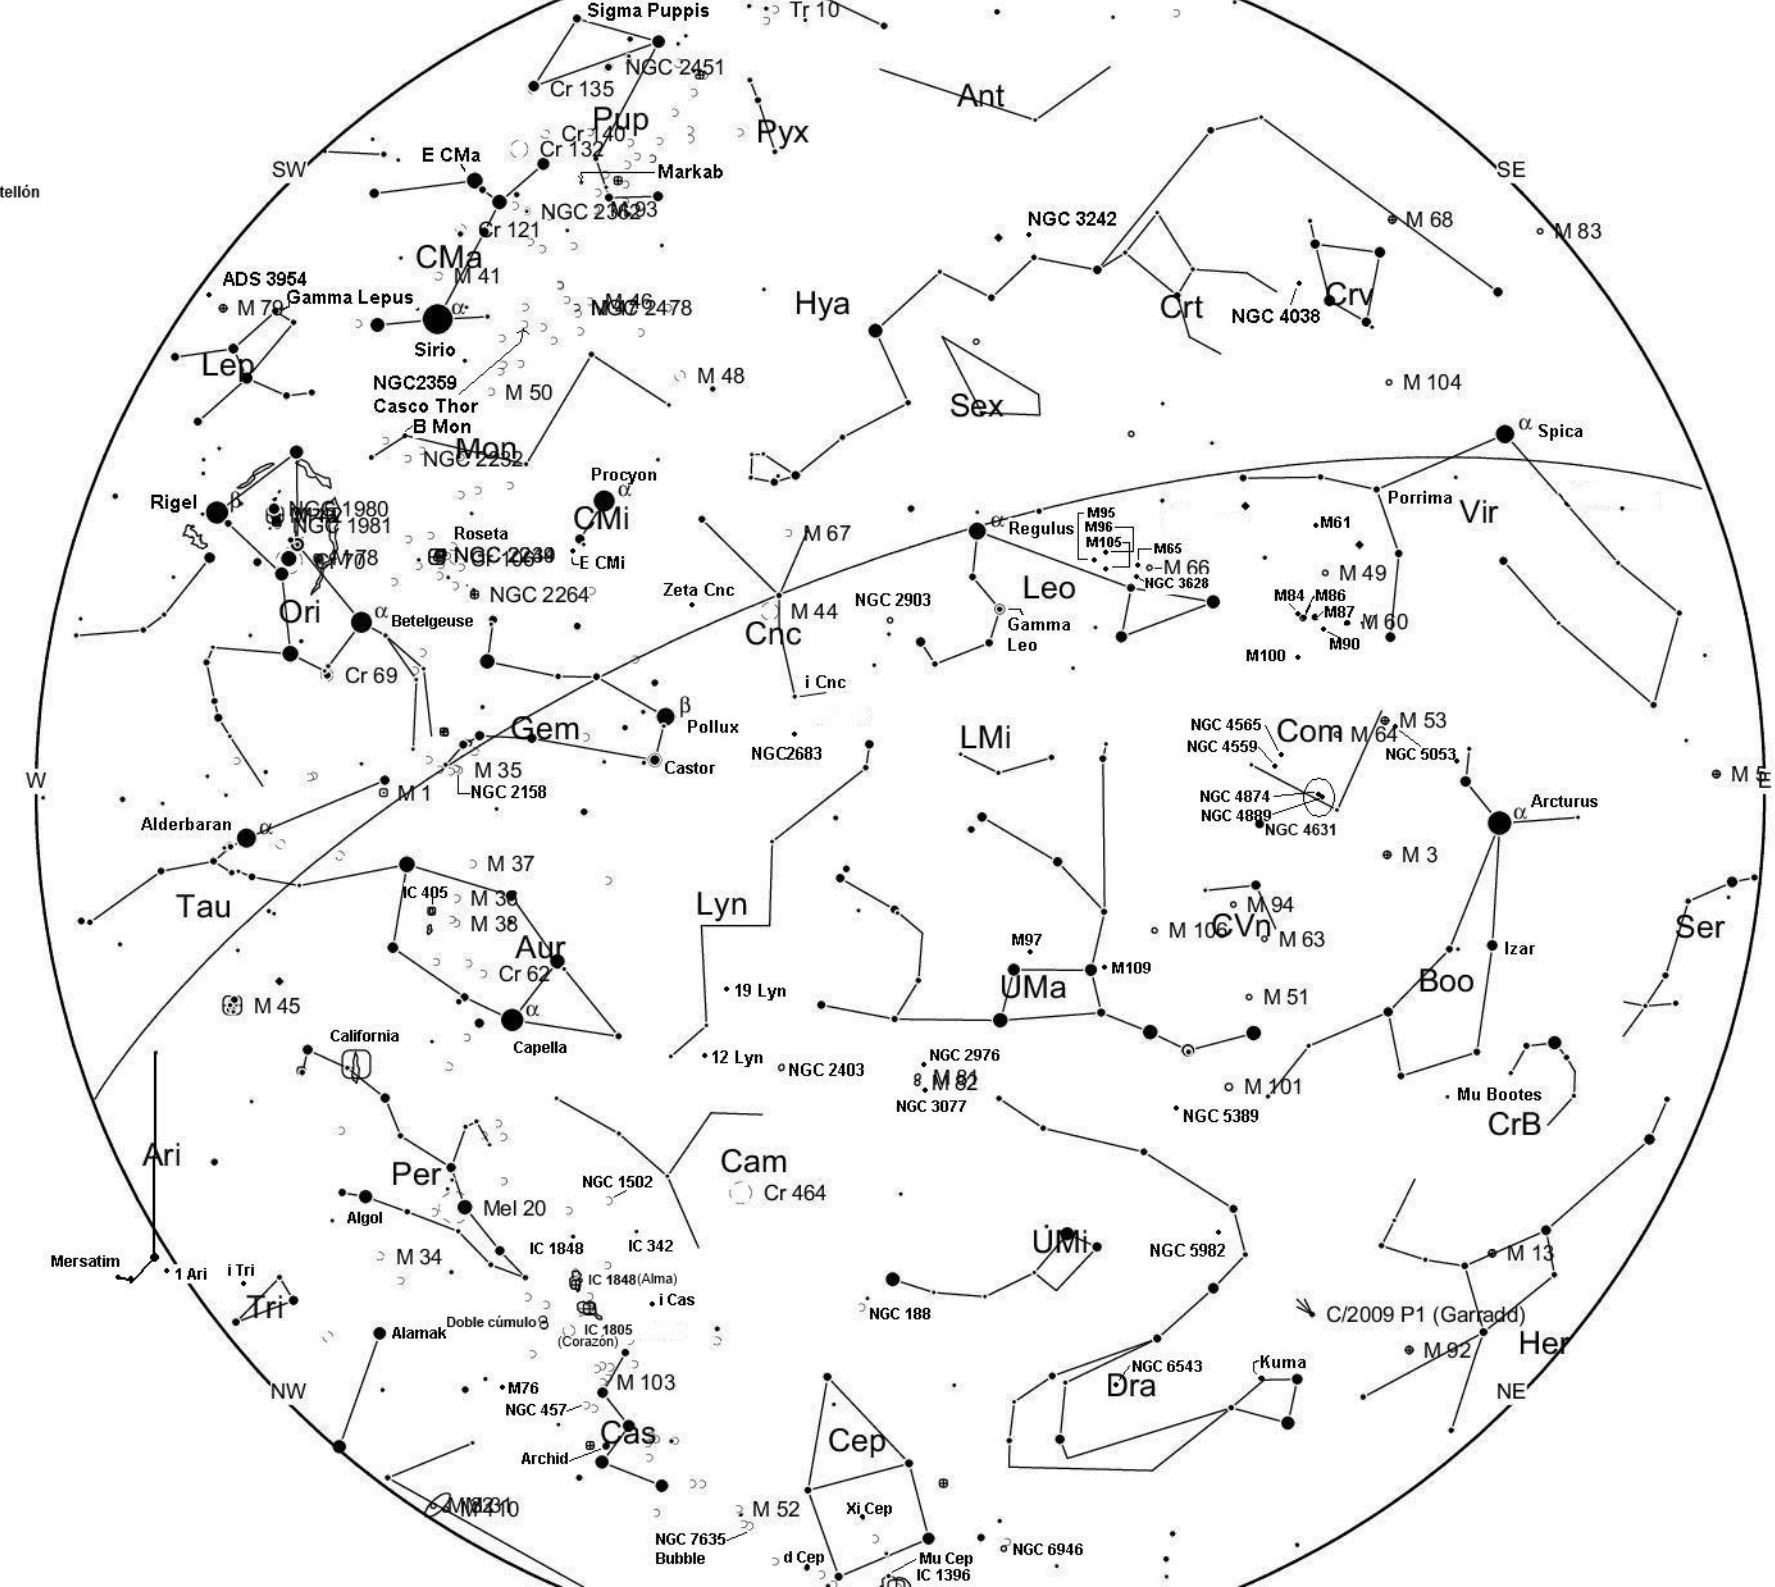 Sigma Puppis
Tr 10
NGC 2451
Cr 135
Ant
Pup
Cr 140
Pyx
Cr 132
SW
E CMa
Markab
SE
tellón
NGC 2362
M 93
NGC 3242
M 68
M 83
Cr 121
CMa
M 41
ADS 3954
M 79
Gamma Lepus
α
M 46
M 47
NGC 2478
Hya
Crt
Crv
NGC 4038
Sirio
Lep
NGC2359
Casco Thor
M 50
M 48
M 104
Sex
B Mon
Mon
NGC 2232
α
Spica
Procyon
α
CMi
Rigel
β
NGC 1980
NGC 1981
Porrima
Vir
M95
M96
M105
α
Regulus
M61
M 67
Roseta
M65
M 66
M 78
E CMi
NGC 3628
M 49
NGC 2264
Zeta Cnc
NGC 2903
Leo
M84
M86
M87
M 60
Ori
α
Betelgeuse
M 44
Cnc
Gamma
Leo
M90
M100
Cr 69
i Cnc
β
Pollux
Gem
LMi
NGC 4565
Com
M 64
M 53
NGC 4559
NGC 5053
NGC2683
Castor
M 35
NGC 2158
W
M 1
E
NGC 4874
NGC 4889
NGC 4631
α
Arcturus
Alderbaran
α
M 3
M 37
IC 405
M 38
Tau
Lyn
M 94
CVn
M 106
M 63
Ser
Aur
Cr 62
M97
M109
Izar
UMa
Boo
M 45
19 Lyn
M 51
α
Capella
California
12 Lyn
NGC 2403
NGC 2976
M 81
M 82
NGC 3077
M 101
NGC 5389
Mu Bootes
CrB
Ari
Per
Cam
NGC 1502
Cr 464
Mel 20
Algol
M 34
IC 1848
IC 342
UMi
NGC 5982
M 13
Mersatim
1 Ari
i Tri
IC 1848(Alma)
Tri
i Cas
NGC 188
Doble cúmulo
IC 1805
(Corazón)
C/2009 P1 (Garradd)
Alamak
M 92
Her
NW
M76
M 103
NGC 6543
Kuma
Dra
NE
NGC 457
Cas
Cep
Archid
M 52
Xi Cep
NGC 7635
Bubble
d Cep
Mu Cep
IC 1396
NGC 6946